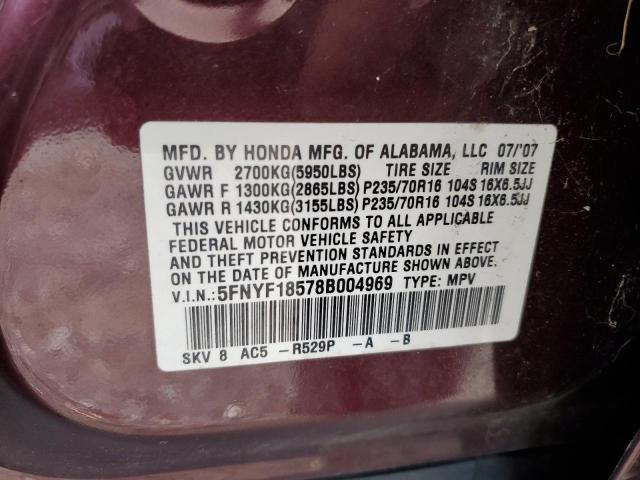 MFD. BY HONDA MFG. OF ALABAMA, LLC 07/'07
GVWR 2700KG(5950LBS) TIRE SIZE RIM SIZE
GAWR F 1300KG(2865LBS) P235/70R16 104S 16X6.5JJ
GAWR R 1430KG(3155LBS) P235/70R16 104S 16X6.5JJ
THIS VEHICLE CONFORMS TO ALL APPLICABLE
FEDERAL MOTOR VEHICLE SAFETY
AND THEFT PREVENTION STANDARDS IN EFFECT
ON THE DATE OF MANUFACTURE SHOWN ABOVE.
V.I.N.: 5FNYF18578B004969 TYPE: MPV
SKV 8 AC5 -R529P -A -B